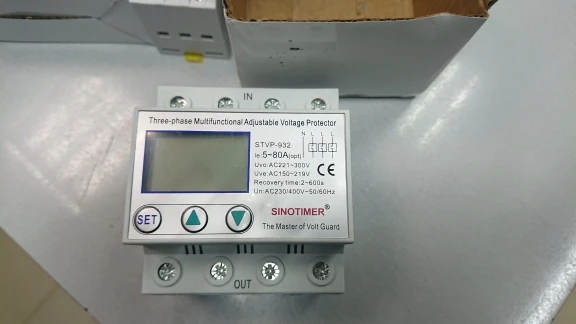 IN
Three-phase Multifunctional Adjustable Voltage Protector
STVP-932
N L L L
Ie:5~80A(opt)
Uvo:AC221~300V
Uve:AC150~219V
CE
Recovery time:2~600s
Un:AC230/400V~50/60Hz
SET
SINOTIMER®
The Master of Volt Guard
OUT